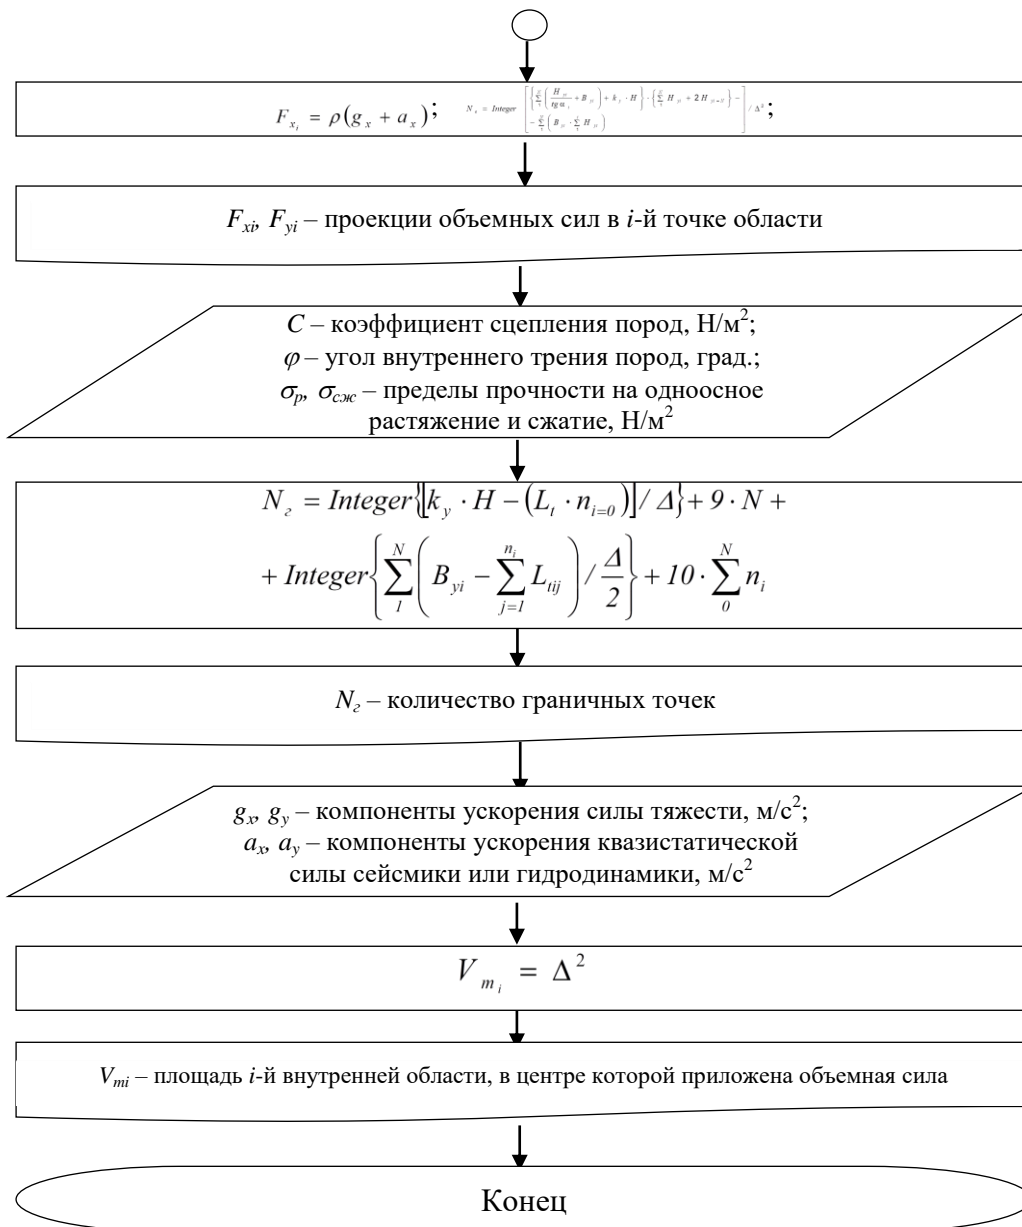 F_{x_i} = ρ(g_x + a_x);
F_{xi}, F_{yi} – проекции объемных сил в i-й точке области
C – коэффициент сцепления пород, Н/м²;
φ – угол внутреннего трения пород, град.;
σ_р, σ_{сж} – пределы прочности на одноосное
растяжение и сжатие, Н/м²
N_г = Integer{[k_y · H – (L_t · n_{i=0})] / Δ} + 9 · N +
+ Integer{∑_{1}^{N} (B_{yi} – ∑_{j=1}^{n_i} L_{tij}) / Δ/2} + 10 · ∑_{0}^{N} n_i
N_г – количество граничных точек
g_x, g_y – компоненты ускорения силы тяжести, м/с²;
a_x, a_y – компоненты ускорения квазистатической
силы сейсмики или гидродинамики, м/с²
V_{m_i} = Δ²
V_{mi} – площадь i-й внутренней области, в центре которой приложена объемная сила
Конец